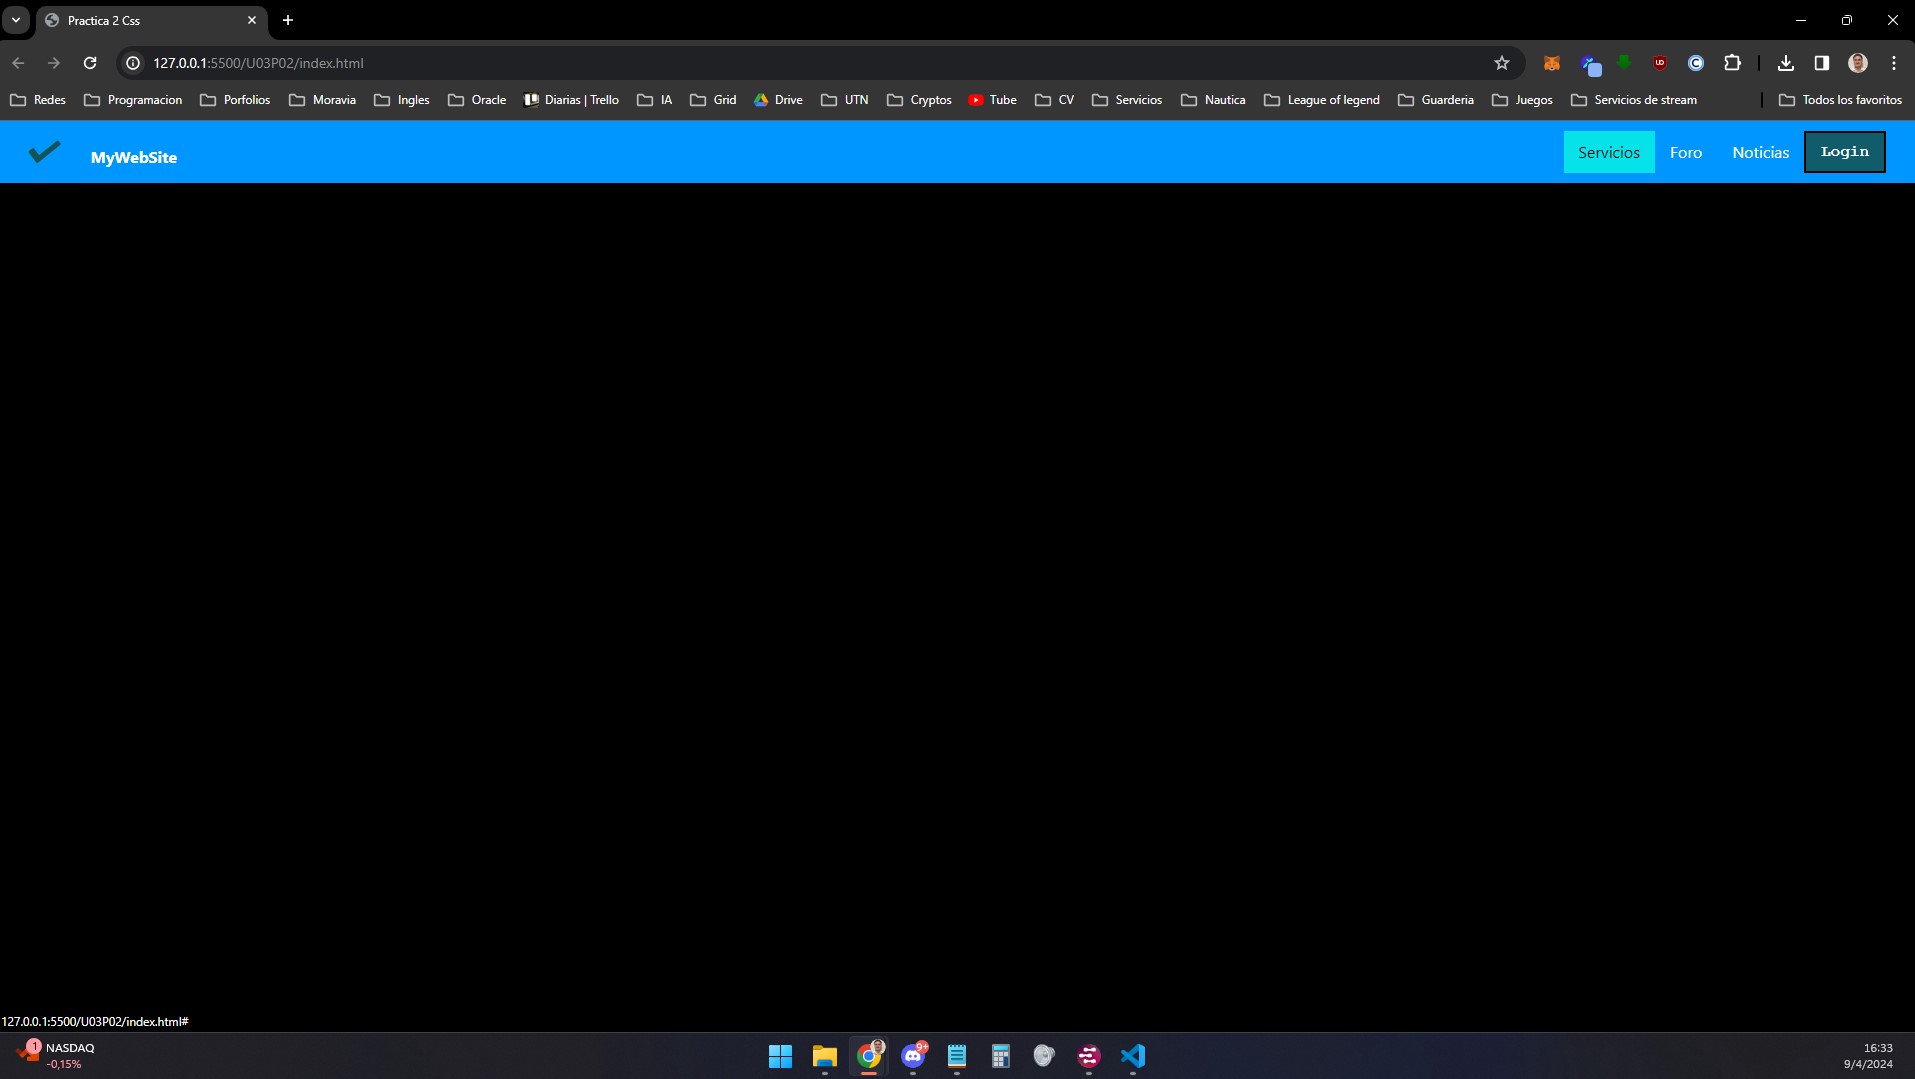 Practica 2 Css
127.0.0.1:5500/U03P02/index.html
Redes Programacion Porfolios Moravia Ingles Oracle Diarias | Trello IA Grid Drive UTN Cryptos Tube CV Servicios Nautica League of legend Guarderia Juegos Servicios de stream Todos los favoritos
MyWebSite Servicios Foro Noticias Login
127.0.0.1:5500/U03P02/index.html#
1 NASDAQ
-0,15%
9+
16:33
9/4/2024